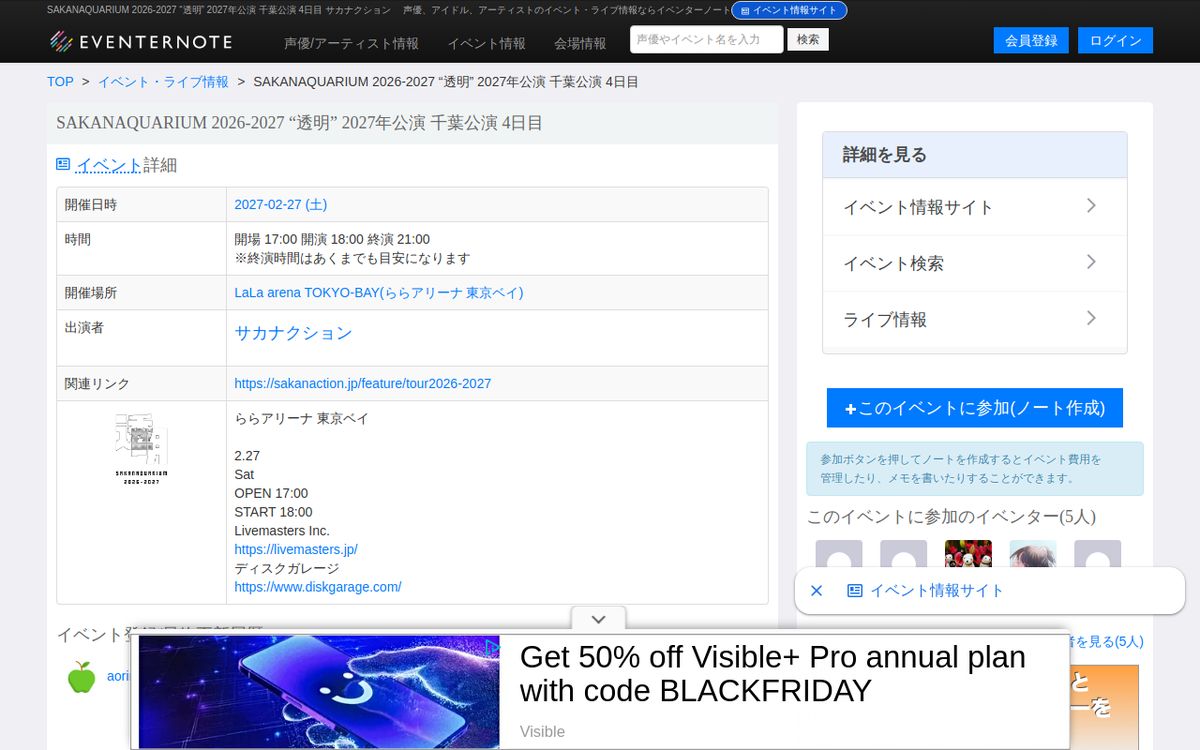 SAKANAQUARIUM 2026-2027 “透明” 2027年公演 千葉公演 4日目 サカナクション 声優、アイドル、アーティストのイベント・ライブ情報ならイベンターノート イベント情報サイト
EVENTERNOTE 声優/アーティスト情報 イベント情報 会場情報 声優やイベント名を入力 検索 会員登録 ログイン
TOP > イベント・ライブ情報 > SAKANAQUARIUM 2026-2027 “透明” 2027年公演 千葉公演 4日目
SAKANAQUARIUM 2026-2027 “透明” 2027年公演 千葉公演 4日目
イベント詳細
開催日時 2027-02-27 (土)
時間 開場 17:00 開演 18:00 終演 21:00
※終演時間はあくまでも目安になります
開催場所 LaLa arena TOKYO-BAY(ららアリーナ 東京ベイ)
出演者 サカナクション
関連リンク https://sakanaction.jp/feature/tour2026-2027
透明
SAKANAQUARIUM
2026-2027
ららアリーナ 東京ベイ
2.27
Sat
OPEN 17:00
START 18:00
Livemasters Inc.
https://livemasters.jp/
ディスクガレージ
https://www.diskgarage.com/
イベント登録
aori
詳細を見る
イベント情報サイト
イベント検索
ライブ情報
+このイベントに参加(ノート作成)
参加ボタンを押してノートを作成するとイベント費用を
管理したり、メモを書いたりすることができます。
このイベントに参加のイベンター(5人)
イベント情報サイト
者を見る(5人)
と
ーを
Get 50% off Visible+ Pro annual plan
with code BLACKFRIDAY
Visible